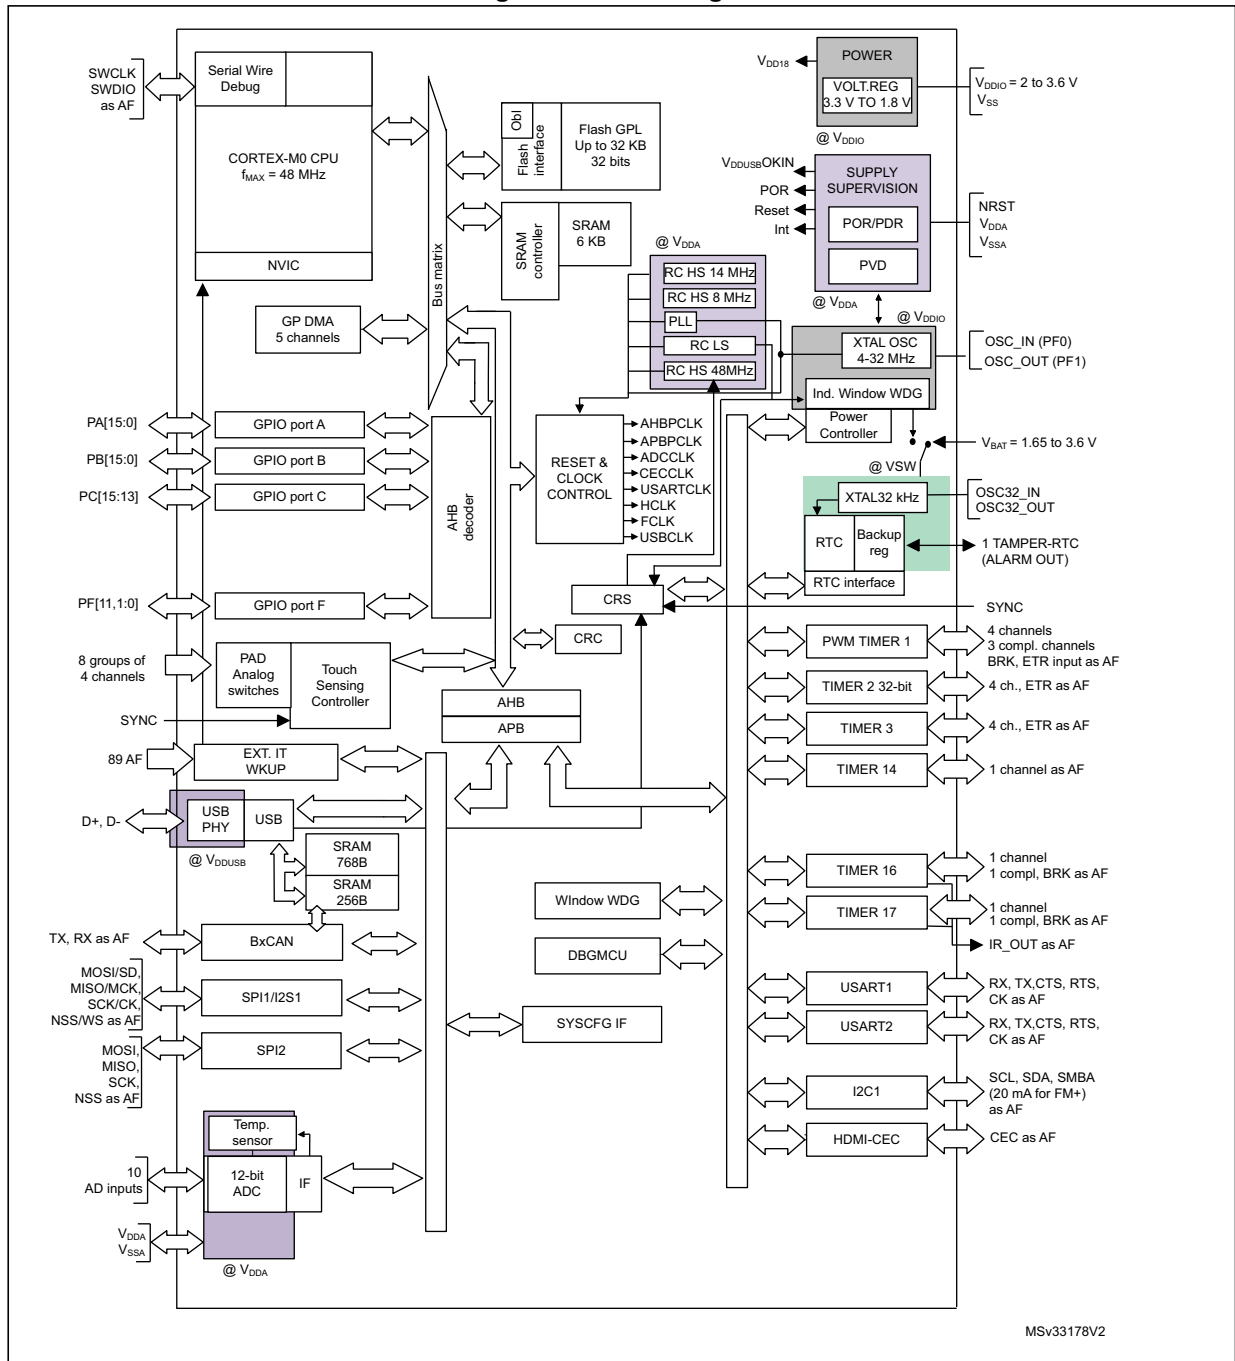 SWCLK
SWDIO
as AF
Serial Wire
Debug
CORTEX-M0 CPU
fMAX = 48 MHz
NVIC
GP DMA
5 channels
Bus matrix
Obl
Flash
interface
Flash GPL
Up to 32 KB
32 bits
SRAM
controller
SRAM
6 KB
VDD18
POWER
VOLT.REG
3.3 V TO 1.8 V
VDDIO = 2 to 3.6 V
VSS
@ VDDIO
VDDUSBOKIN
POR
Reset
Int
SUPPLY
SUPERVISION
POR/PDR
PVD
NRST
VDDA
VSSA
@ VDDA
@ VDDA
RC HS 14 MHz
RC HS 8 MHz
PLL
RC LS
RC HS 48MHz
@ VDDIO
XTAL OSC
4-32 MHz
Ind. Window WDG
Power
Controller
OSC_IN (PF0)
OSC_OUT (PF1)
VBAT = 1.65 to 3.6 V
@ VSW
XTAL32 kHz
OSC32_IN
OSC32_OUT
RTC
Backup
reg
RTC interface
1 TAMPER-RTC
(ALARM OUT)
PA[15:0]
GPIO port A
PB[15:0]
GPIO port B
PC[15:13]
GPIO port C
PF[11,1:0]
GPIO port F
AHB
decoder
RESET &
CLOCK
CONTROL
AHBPCLK
APBPCLK
ADCCLK
CECCLK
USARTCLK
HCLK
FCLK
USBCLK
CRS
SYNC
CRC
8 groups of
4 channels
PAD
Analog
switches
Touch
Sensing
Controller
SYNC
AHB
APB
89 AF
EXT. IT
WKUP
D+, D-
USB
PHY
USB
@ VDDUSB
SRAM
768B
SRAM
256B
TX, RX as AF
BxCAN
MOSI/SD,
MISO/MCK,
SCK/CK,
NSS/WS as AF
SPI1/I2S1
MOSI,
MISO,
SCK,
NSS as AF
SPI2
Temp.
sensor
10
AD inputs
12-bit
ADC
IF
VDDA
VSSA
@ VDDA
WIndow WDG
DBGMCU
SYSCFG IF
PWM TIMER 1
4 channels
3 compl. channels
BRK, ETR input as AF
TIMER 2 32-bit
4 ch., ETR as AF
TIMER 3
4 ch., ETR as AF
TIMER 14
1 channel as AF
TIMER 16
1 channel
1 compl, BRK as AF
TIMER 17
1 channel
1 compl, BRK as AF
IR_OUT as AF
USART1
RX, TX,CTS, RTS,
CK as AF
USART2
RX, TX,CTS, RTS,
CK as AF
I2C1
SCL, SDA, SMBA
(20 mA for FM+)
as AF
HDMI-CEC
CEC as AF
MSv33178V2